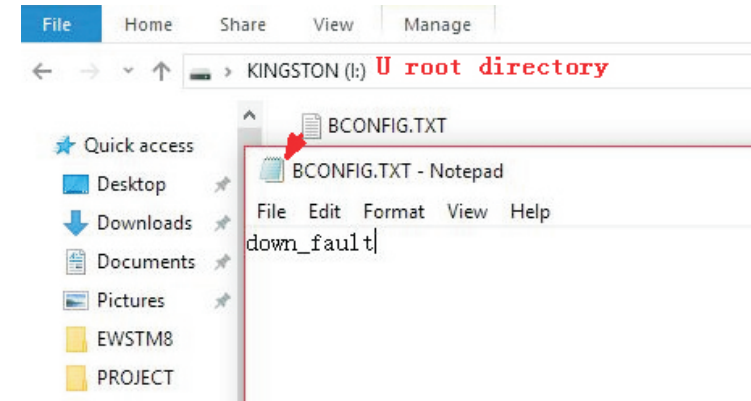 File Home Share View Manage
KINGSTON (I:) U root directory
BCONFIG.TXT
Quick access
BCONFIG.TXT - Notepad
Desktop
File Edit Format View Help
Downloads
down_fault
Documents
Pictures
EWSTM8
PROJECT